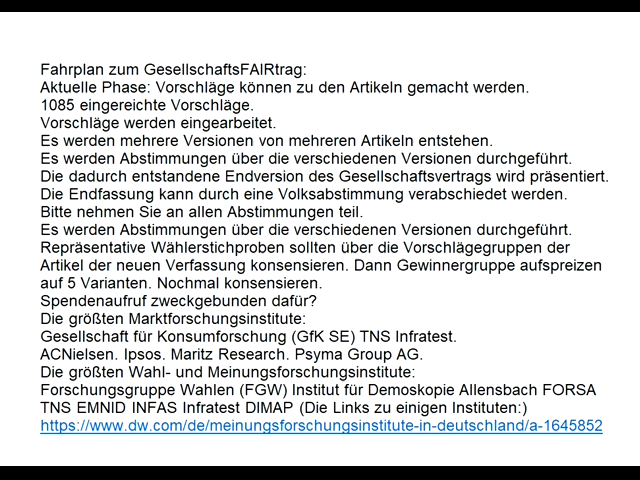 Fahrplan zum GesellschaftsFAIRtrag:
Aktuelle Phase: Vorschläge können zu den Artikeln gemacht werden.
1085 eingereichte Vorschläge.
Vorschläge werden eingearbeitet.
Es werden mehrere Versionen von mehreren Artikeln entstehen.
Es werden Abstimmungen über die verschiedenen Versionen durchgeführt.
Die dadurch entstandene Endversion des Gesellschaftsvertrags wird präsentiert.
Die Endfassung kann durch eine Volksabstimmung verabschiedet werden.
Bitte nehmen Sie an allen Abstimmungen teil.
Es werden Abstimmungen über die verschiedenen Versionen durchgeführt.
Repräsentative Wählerstichproben sollten über die Vorschlägegruppen der
Artikel der neuen Verfassung konsensieren. Dann Gewinnergruppe aufspreizen
auf 5 Varianten. Nochmal konsensieren.
Spendenaufruf zweckgebunden dafür?
Die größten Marktforschungsinstitute:
Gesellschaft für Konsumforschung (GfK SE) TNS Infratest.
ACNielsen. Ipsos. Maritz Research. Psyma Group AG.
Die größten Wahl- und Meinungsforschungsinstitute:
Forschungsgruppe Wahlen (FGW) Institut für Demoskopie Allensbach FORSA
TNS EMNID INFAS Infratest DIMAP (Die Links zu einigen Instituten:)
https://www.dw.com/de/meinungsforschungsinstitute-in-deutschland/a-1645852